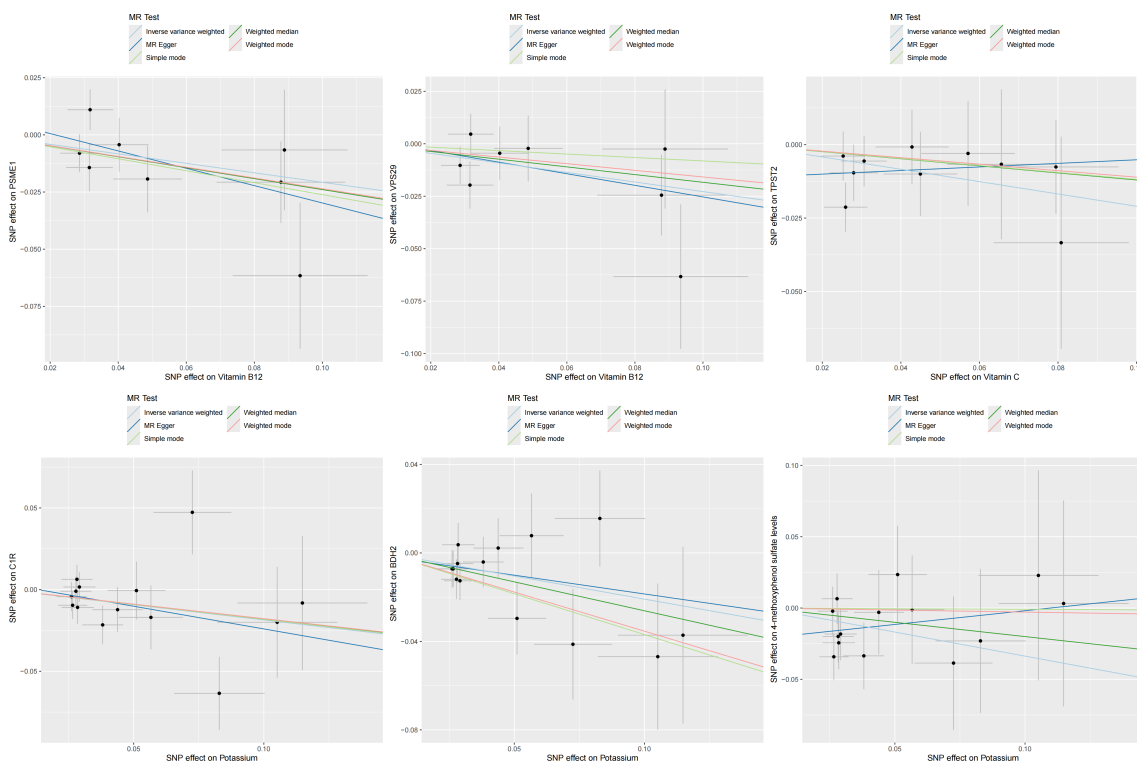 MR Test
Inverse variance weighted
Weighted median
MR Egger
Weighted mode
Simple mode
0.025
0.000
−0.025
−0.050
−0.075
SNP effect on PSME1
0.02
0.04
0.06
0.08
0.10
SNP effect on Vitamin B12
MR Test
Inverse variance weighted
Weighted median
MR Egger
Weighted mode
Simple mode
0.025
0.000
−0.025
−0.050
−0.075
−0.100
SNP effect on VPS29
0.02
0.04
0.06
0.08
0.10
SNP effect on Vitamin B12
MR Test
Inverse variance weighted
Weighted median
MR Egger
Weighted mode
Simple mode
0.000
−0.025
−0.050
SNP effect on TPST2
0.02
0.04
0.06
0.08
SNP effect on Vitamin C
MR Test
Inverse variance weighted
Weighted median
MR Egger
Weighted mode
Simple mode
0.05
0.00
−0.05
SNP effect on C1R
0.05
0.10
SNP effect on Potassium
MR Test
Inverse variance weighted
Weighted median
MR Egger
Weighted mode
Simple mode
0.04
0.00
−0.04
−0.08
SNP effect on BDH2
0.05
0.10
SNP effect on Potassium
MR Test
Inverse variance weighted
Weighted median
MR Egger
Weighted mode
Simple mode
0.10
0.05
0.00
−0.05
SNP effect on 4-methoxyphenol sulfate levels
0.05
0.10
SNP effect on Potassium